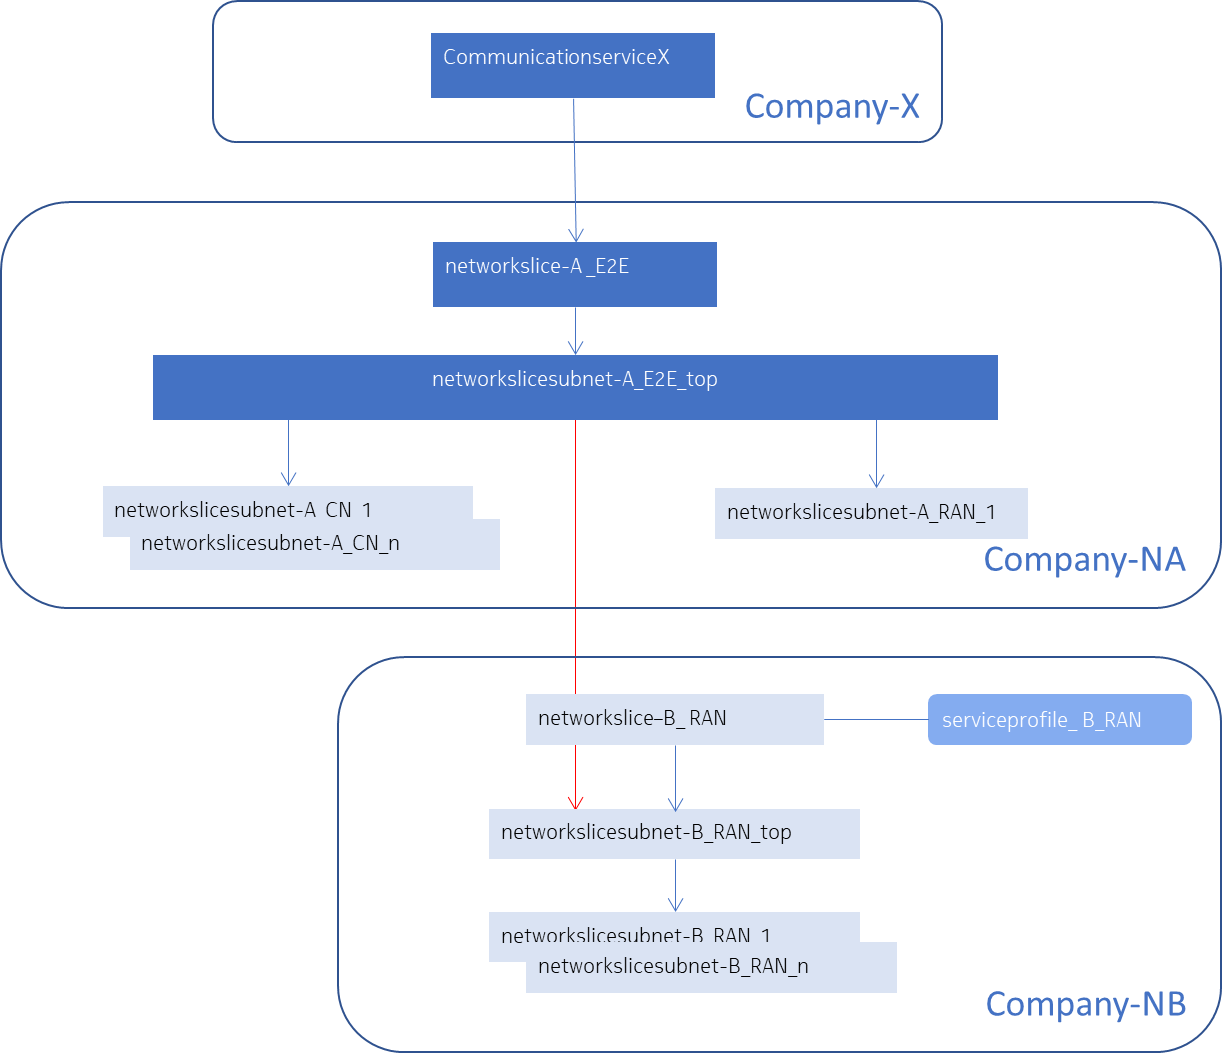 CommunicationserviceX
Company-X
networkslice-A_E2E
networkslicesubnet-A_E2E_top
networkslicesubnet-A_CN_1
networkslicesubnet-A_CN_n
networkslicesubnet-A_RAN_1
Company-NA
networkslice–B_ RAN
serviceprofile_ B_RAN
networkslicesubnet-B_RAN_top
networkslicesubnet-B_RAN_1
networkslicesubnet-B_RAN_n
Company-NB